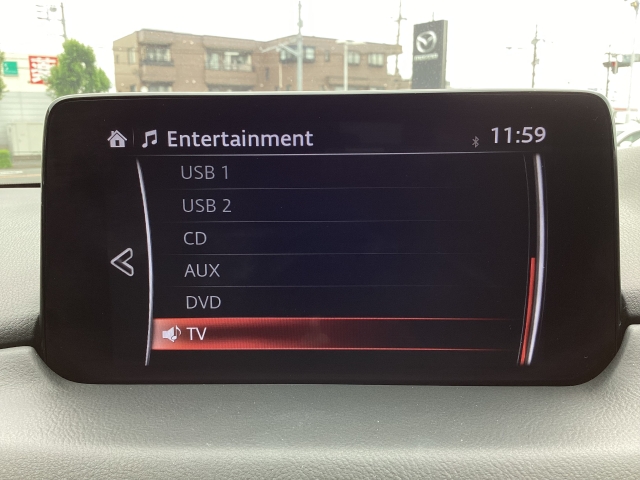 Entertainment
11:59
USB 1
USB 2
CD
AUX
DVD
TV